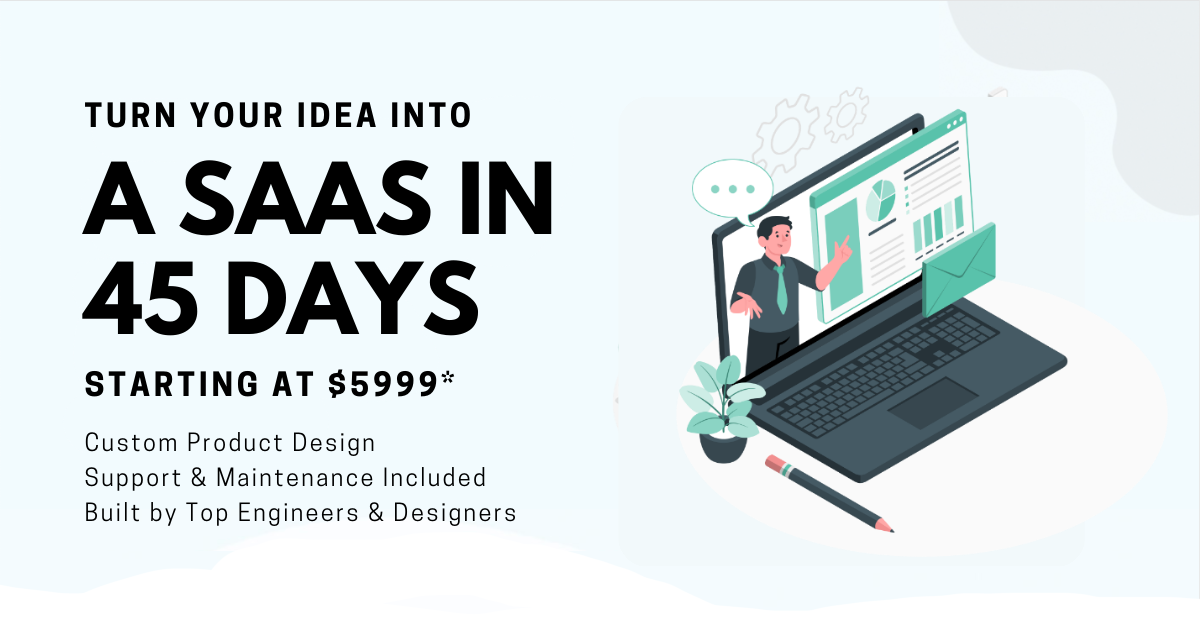 TURN YOUR IDEA INTO
A SAAS IN
45 DAYS
STARTING AT $5999*
Custom Product Design
Support & Maintenance Included
Built by Top Engineers & Designers